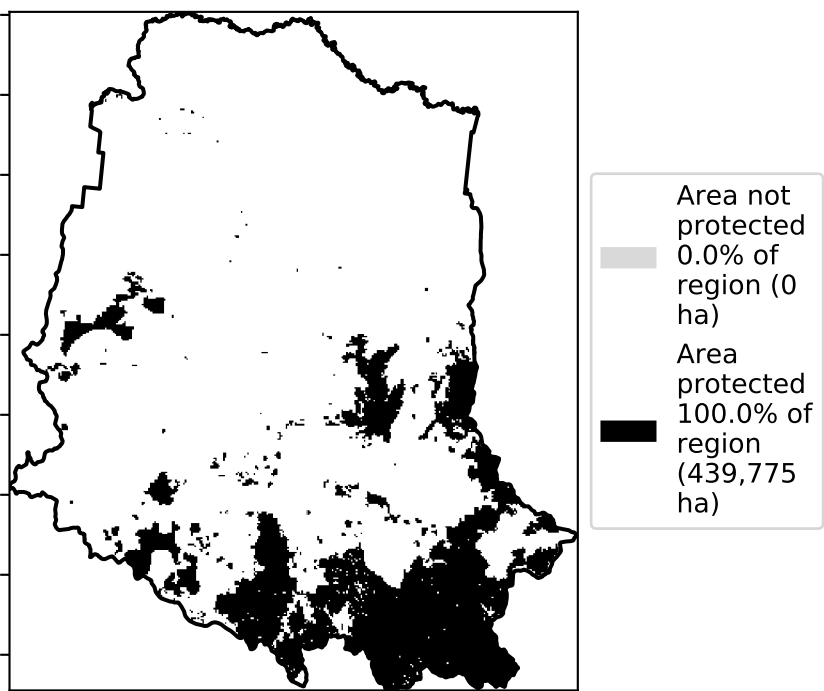 Area not
protected
0.0% of
region (0
ha)
Area
protected
100.0% of
region
(439,775
ha)